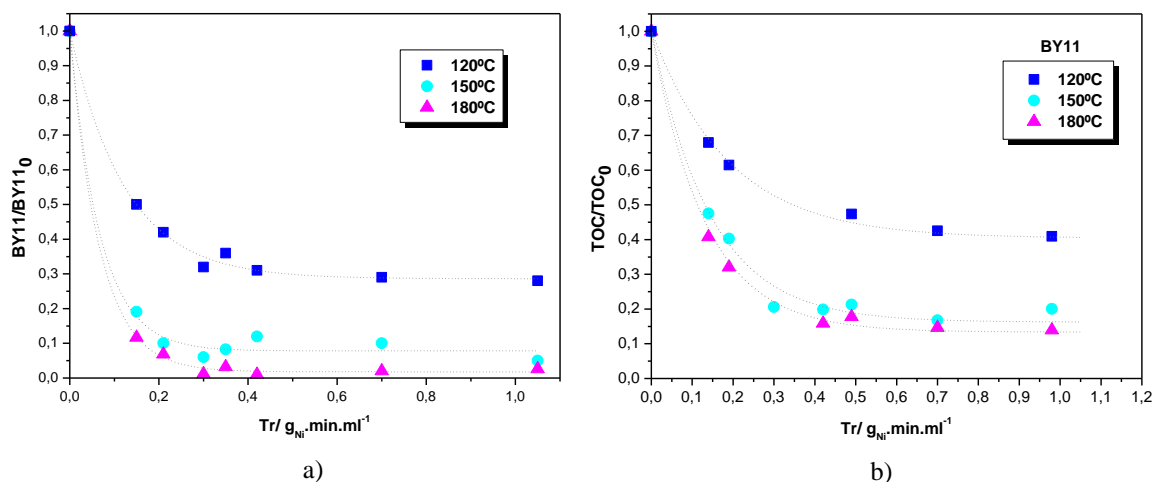 1,0
0,9
0,8
0,7
0,6
0,5
0,4
0,3
0,2
0,1
0,0
BY11/BY11₀
120ºC
150ºC
180ºC
0,0 0,2 0,4 0,6 0,8 1,0
Tr/ gNi.min.ml⁻¹
a)
1,0
0,9
0,8
0,7
0,6
0,5
0,4
0,3
0,2
0,1
0,0
TOC/TOC₀
BY11
120ºC
150ºC
180ºC
0,0 0,1 0,2 0,3 0,4 0,5 0,6 0,7 0,8 0,9 1,0 1,1 1,2
Tr/ gNi.min.ml⁻¹
b)